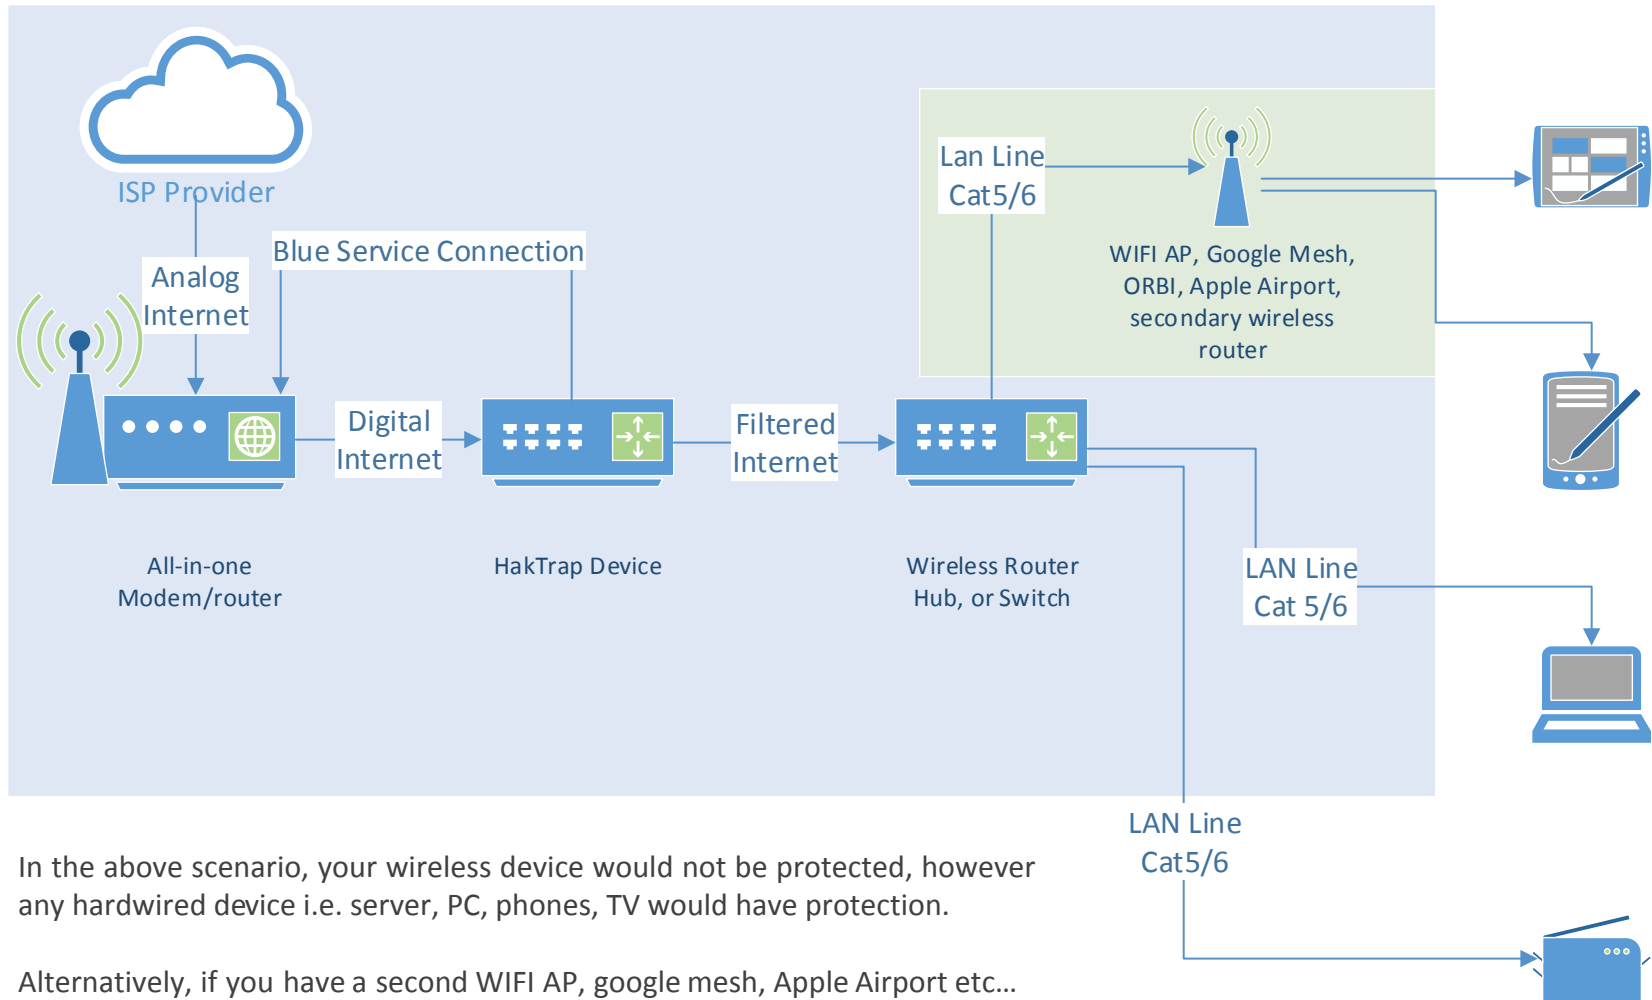 ISP Provider
Analog
Internet
Blue Service Connection
Digital
Internet
Filtered
Internet
Lan Line
Cat5/6
WIFI AP, Google Mesh,
ORBI, Apple Airport,
secondary wireless
router
All-in-one
Modem/router
HakTrap Device
Wireless Router
Hub, or Switch
LAN Line
Cat 5/6
LAN Line
Cat5/6
In the above scenario, your wireless device would not be protected, however
any hardwired device i.e. server, PC, phones, TV would have protection.
Alternatively, if you have a second WIFI AP, google mesh, Apple Airport etc...